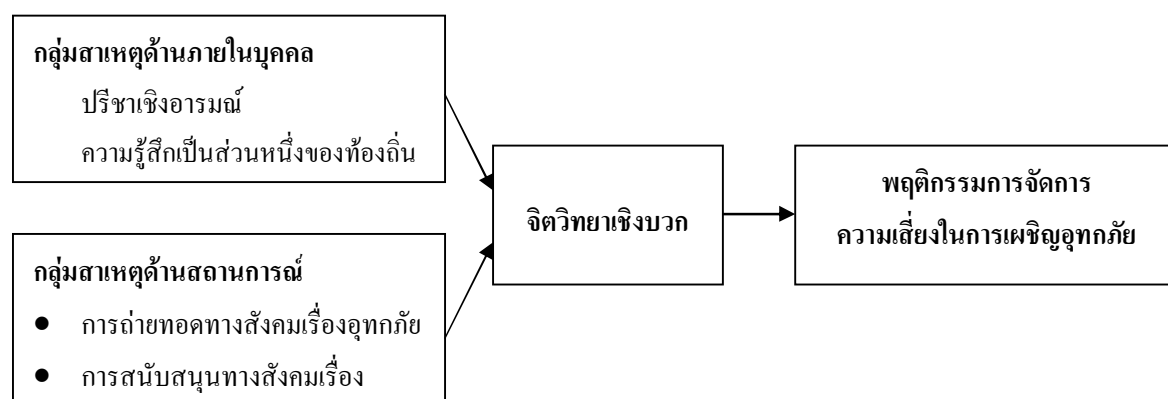 กลุ่มสาเหตุด้านภายในบุคคล
ปรีชาเชิงอารมณ์
ความรู้สึกเป็นส่วนหนึ่งของท้องถิ่น
กลุ่มสาเหตุด้านสถานการณ์
● การถ่ายทอดทางสังคมเรื่องอุทกภัย
● การสนับสนุนทางสังคมเรื่อง
จิตวิทยาเชิงบวก
พฤติกรรมการจัดการ
ความเสี่ยงในการเผชิญอุทกภัย